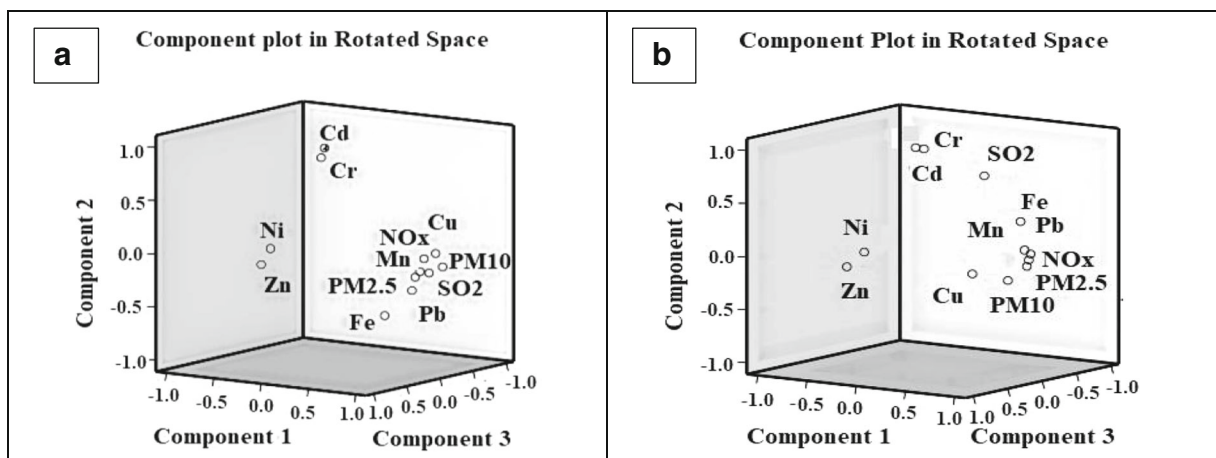 a
Component plot in Rotated Space
Cd
Cr
Cu
Ni
NOx
Mn
PM10
Zn
PM2.5
SO2
Fe
Pb
1.0
0.5
0.0
-0.5
-1.0
Component 2
-1.0
-0.5
0.0
0.5
1.0
1.0
0.5
0.0
-0.5
-1.0
Component 1
Component 3
b
Component Plot in Rotated Space
Cr
SO2
Cd
Fe
Ni
Mn
Pb
NOx
Zn
PM2.5
Cu
PM10
1.0
0.5
0.0
-0.5
-1.0
Component 2
-1.0
-0.5
0.0
0.5
1.0
1.0
0.5
0.0
-0.5
-1.0
Component 1
Component 3